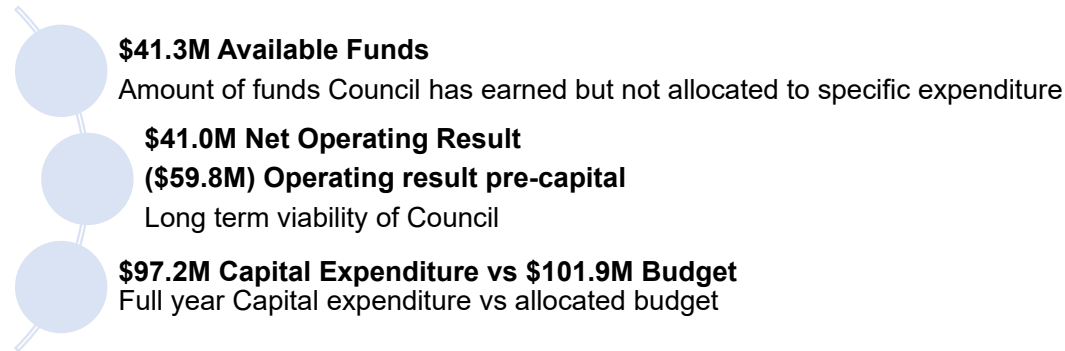 $41.3M Available Funds
Amount of funds Council has earned but not allocated to specific expenditure
$41.0M Net Operating Result
($59.8M) Operating result pre-capital
Long term viability of Council
$97.2M Capital Expenditure vs $101.9M Budget
Full year Capital expenditure vs allocated budget